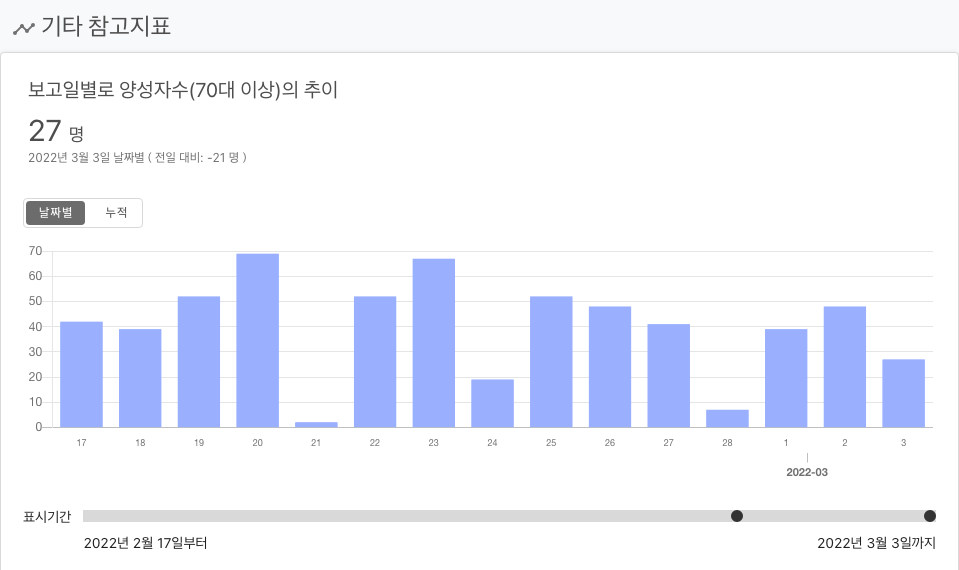 기타 참고지표
보고일별로 양성자수(70대 이상)의 추이
27 명
2022년 3월 3일 날짜별 ( 전일 대비: -21 명 )
날짜별 누적
70
60
50
40
30
20
10
0
17 18 19 20 21 22 23 24 25 26 27 28 1 2 3
2022-03
표시기간
2022년 2월 17일부터 2022년 3월 3일까지